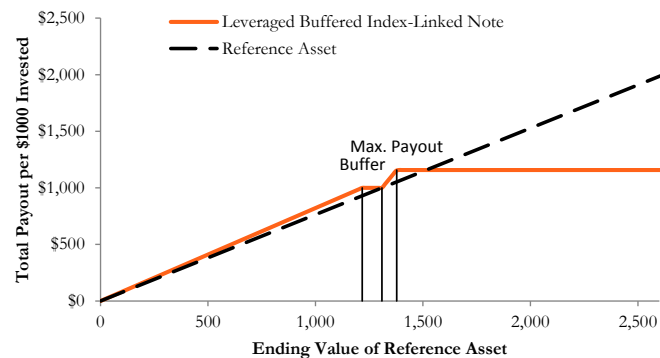 $2,500
Leveraged Buffered Index-Linked Note
Reference Asset
$2,000
$1,500
Max. Payout
Buffer
$1,000
$500
$0
Total Payout per $1000 Invested
0
500
1,000
1,500
2,000
2,500
Ending Value of Reference Asset